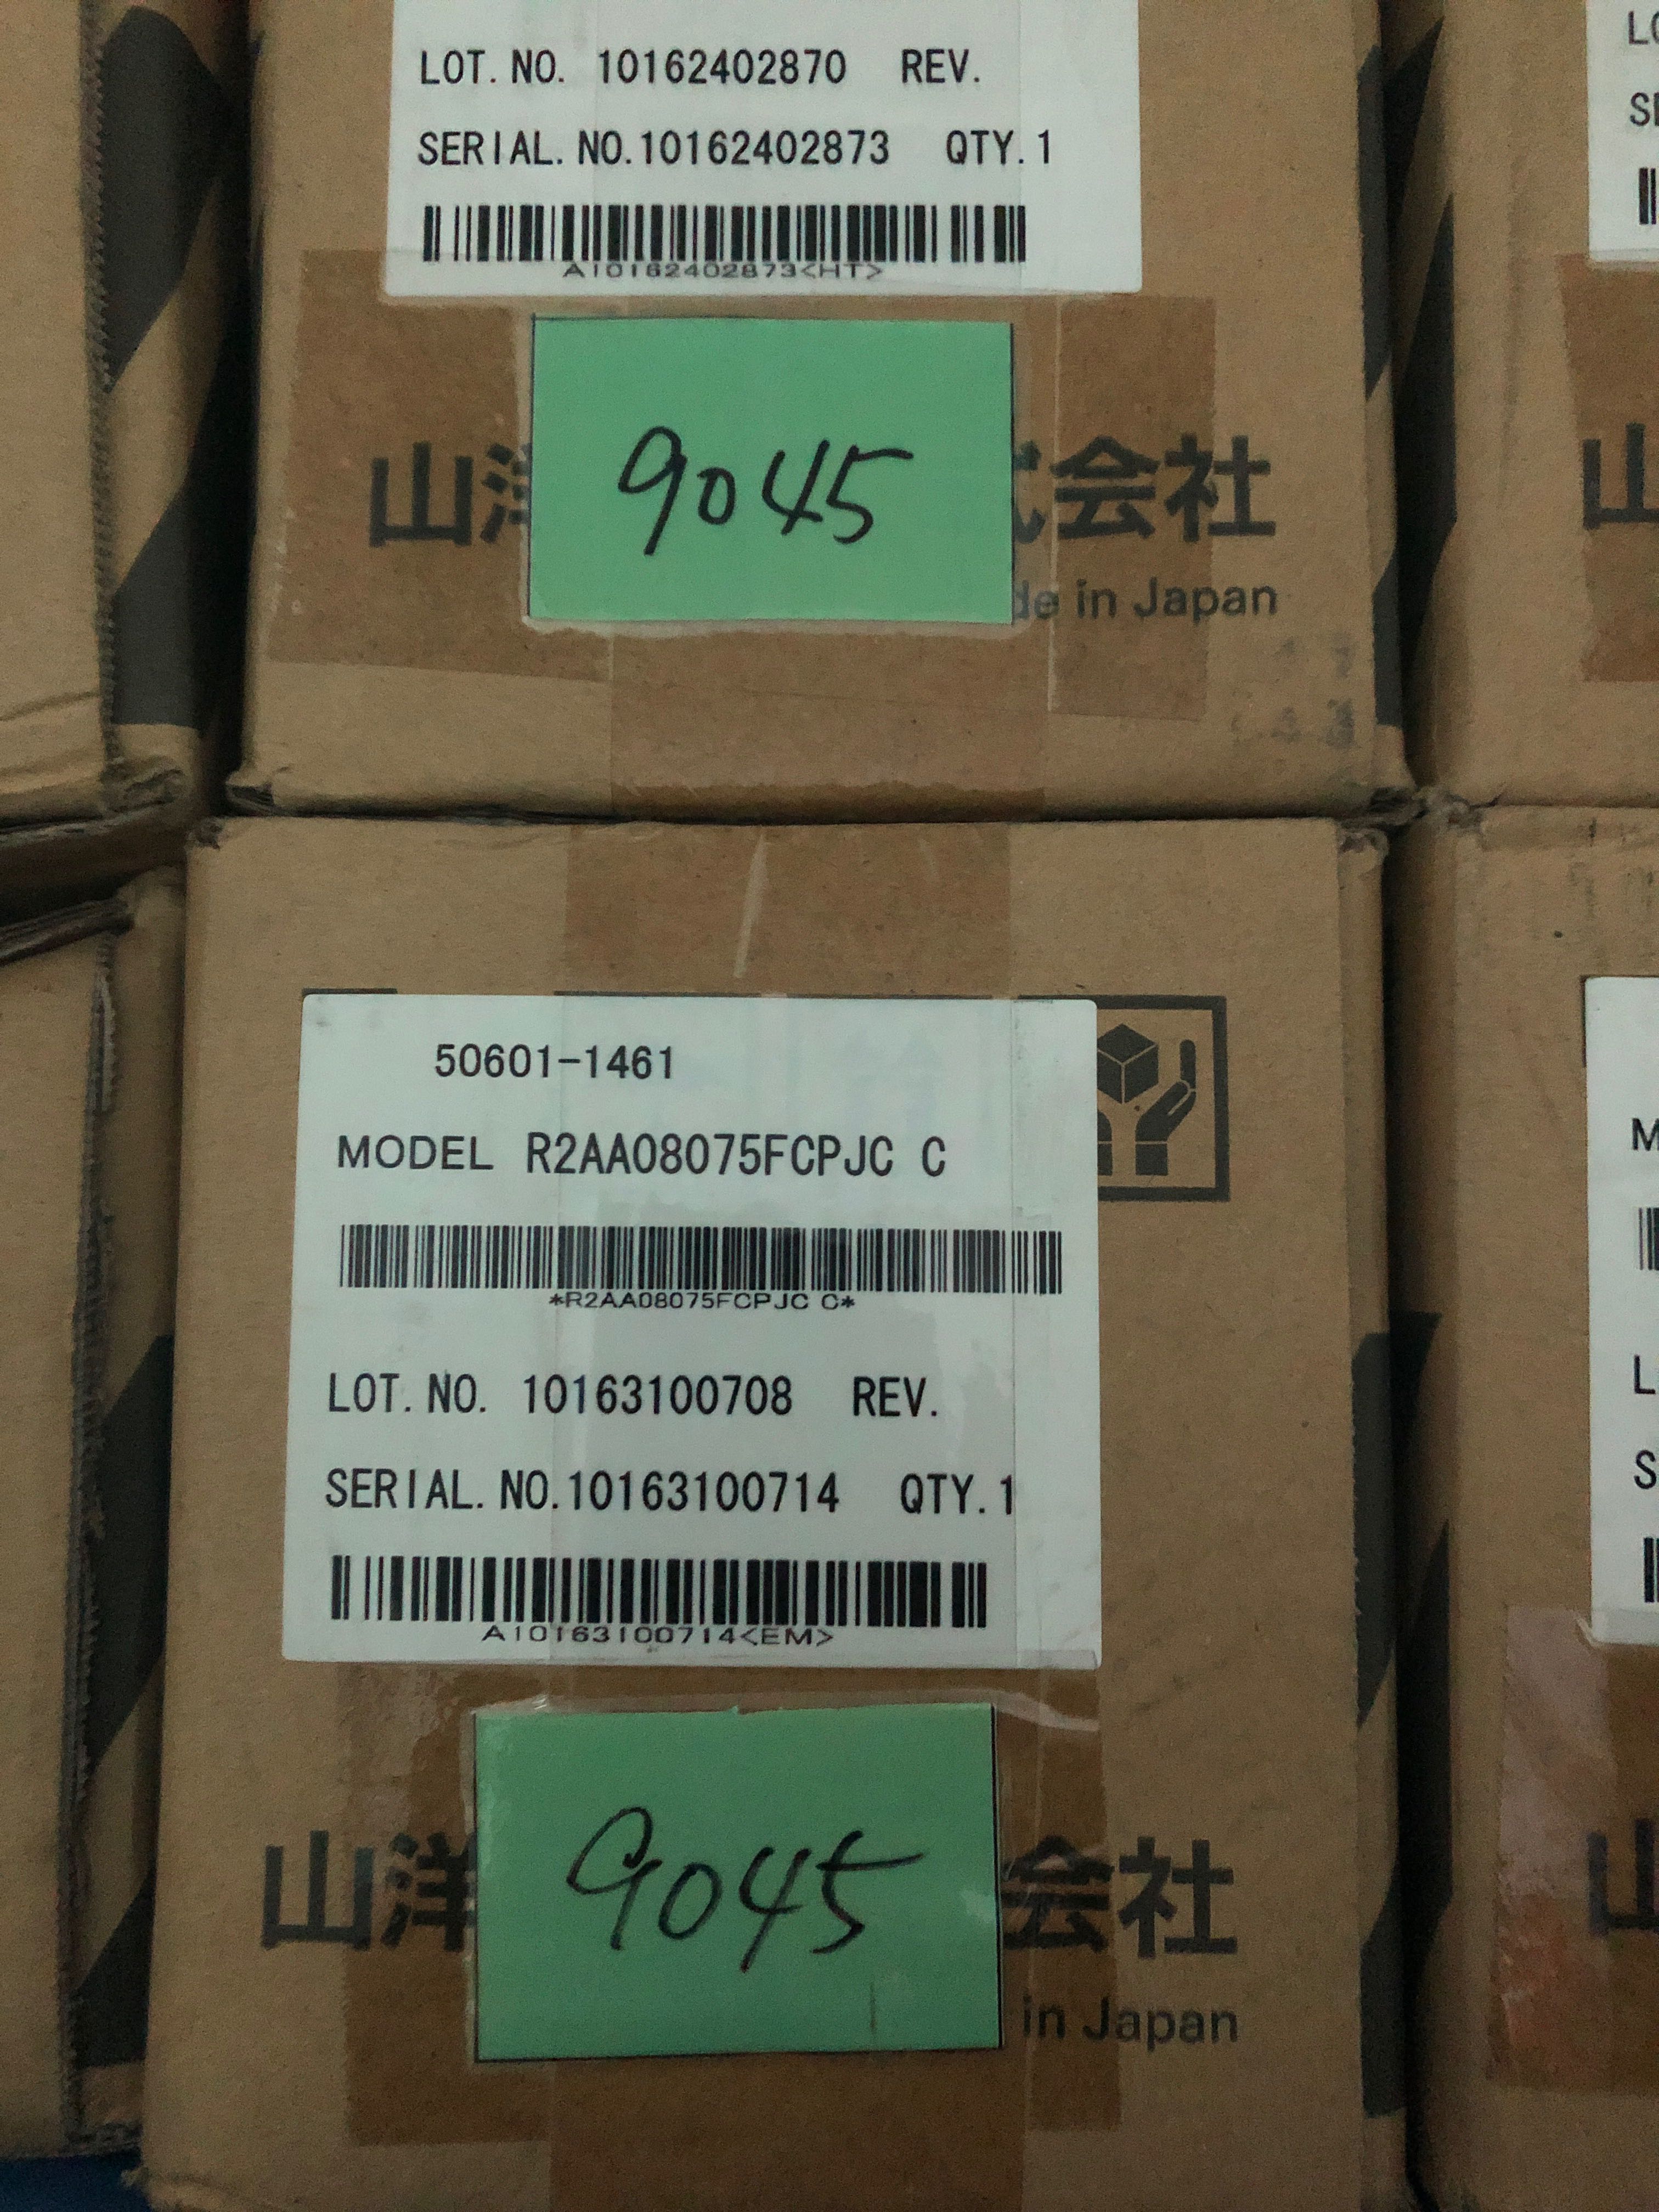 LOT. NO. 10162402870 REV.
SERIAL. NO.10162402873 QTY. 1
A10162402873<HT>
9045
山 会社
in Japan
50601-1461
MODEL R2AA08075FCPJC C
*R2AA08075FCPJC C*
LOT. NO. 10163100708 REV.
SERIAL. NO.10163100714 QTY. 1
A10163100714<EM>
9045
山洋 会社
in Japan